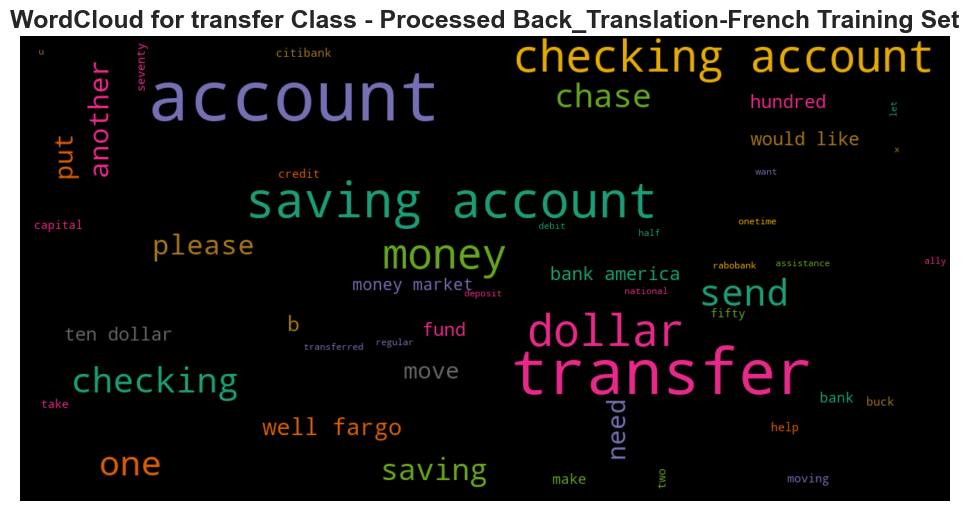 WordCloud for transfer Class - Processed Back_Translation-French Training Set
u
seventy
citibank
checking account
account
another
chase
hundred
let
put
would like
x
credit
want
saving account
capital
debit
half
onetime
please
money
bank america
rabobank
assistance
ally
money market
deposit
national
send
fifty
ten dollar
b
fund
dollar
transferred
regular
checking
move
transfer
take
need
bank
buck
well fargo
help
one
saving
make
two
moving